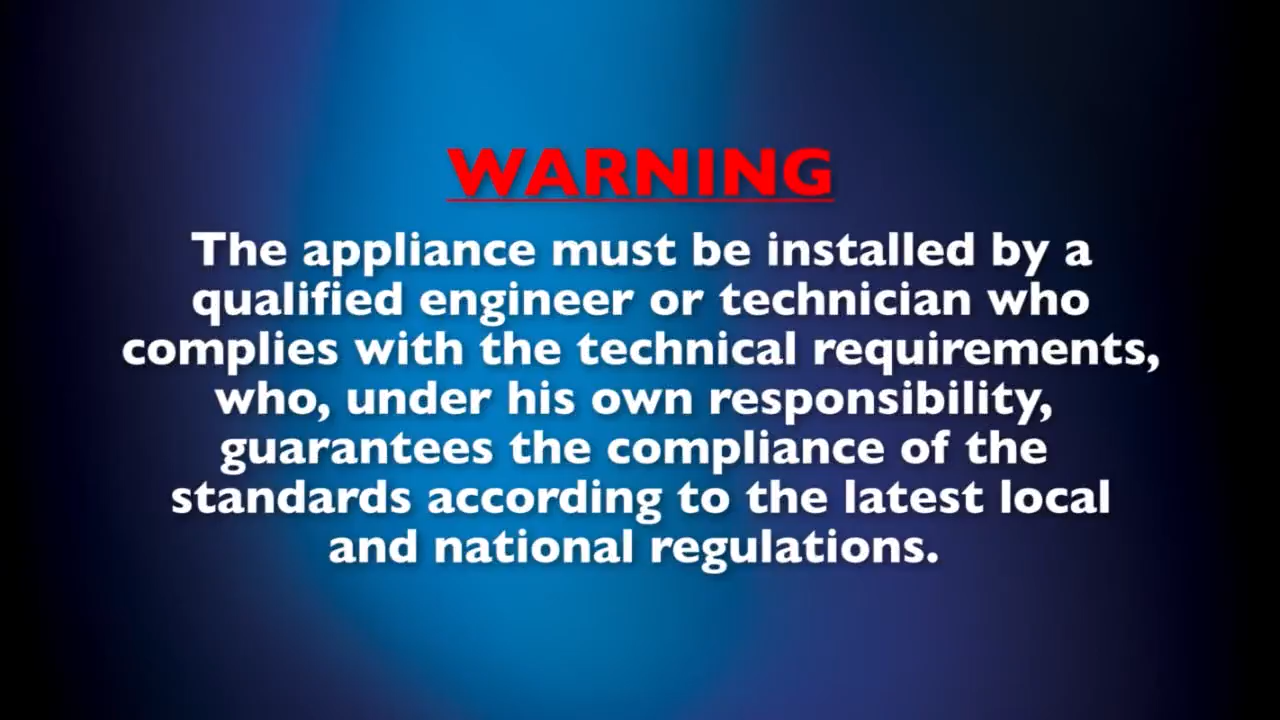 WARNING
The appliance must be installed by a
qualified engineer or technician who
complies with the technical requirements,
who, under his own responsibility,
guarantees the compliance of the
standards according to the latest local
and national regulations.